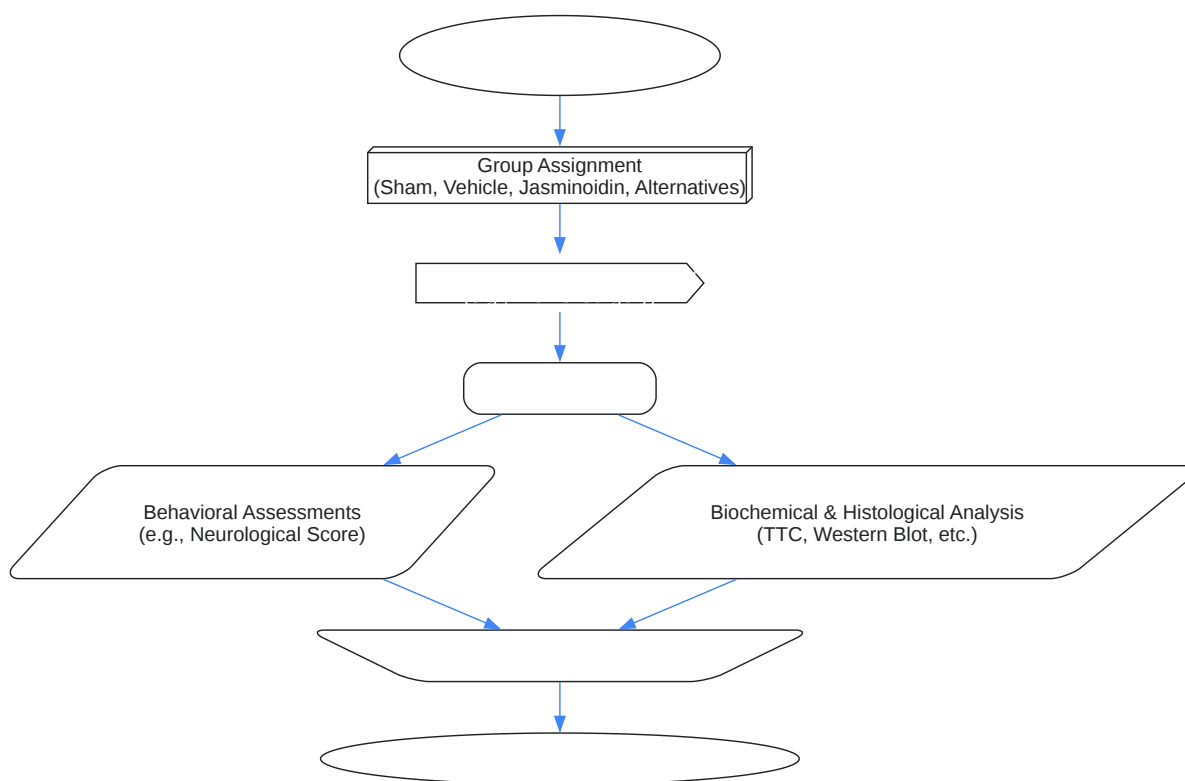 Group Assignment
(Sham, Vehicle, Jasminoidin, Alternatives)
Behavioral Assessments
(e.g., Neurological Score)
Biochemical & Histological Analysis
(TTC, Western Blot, etc.)